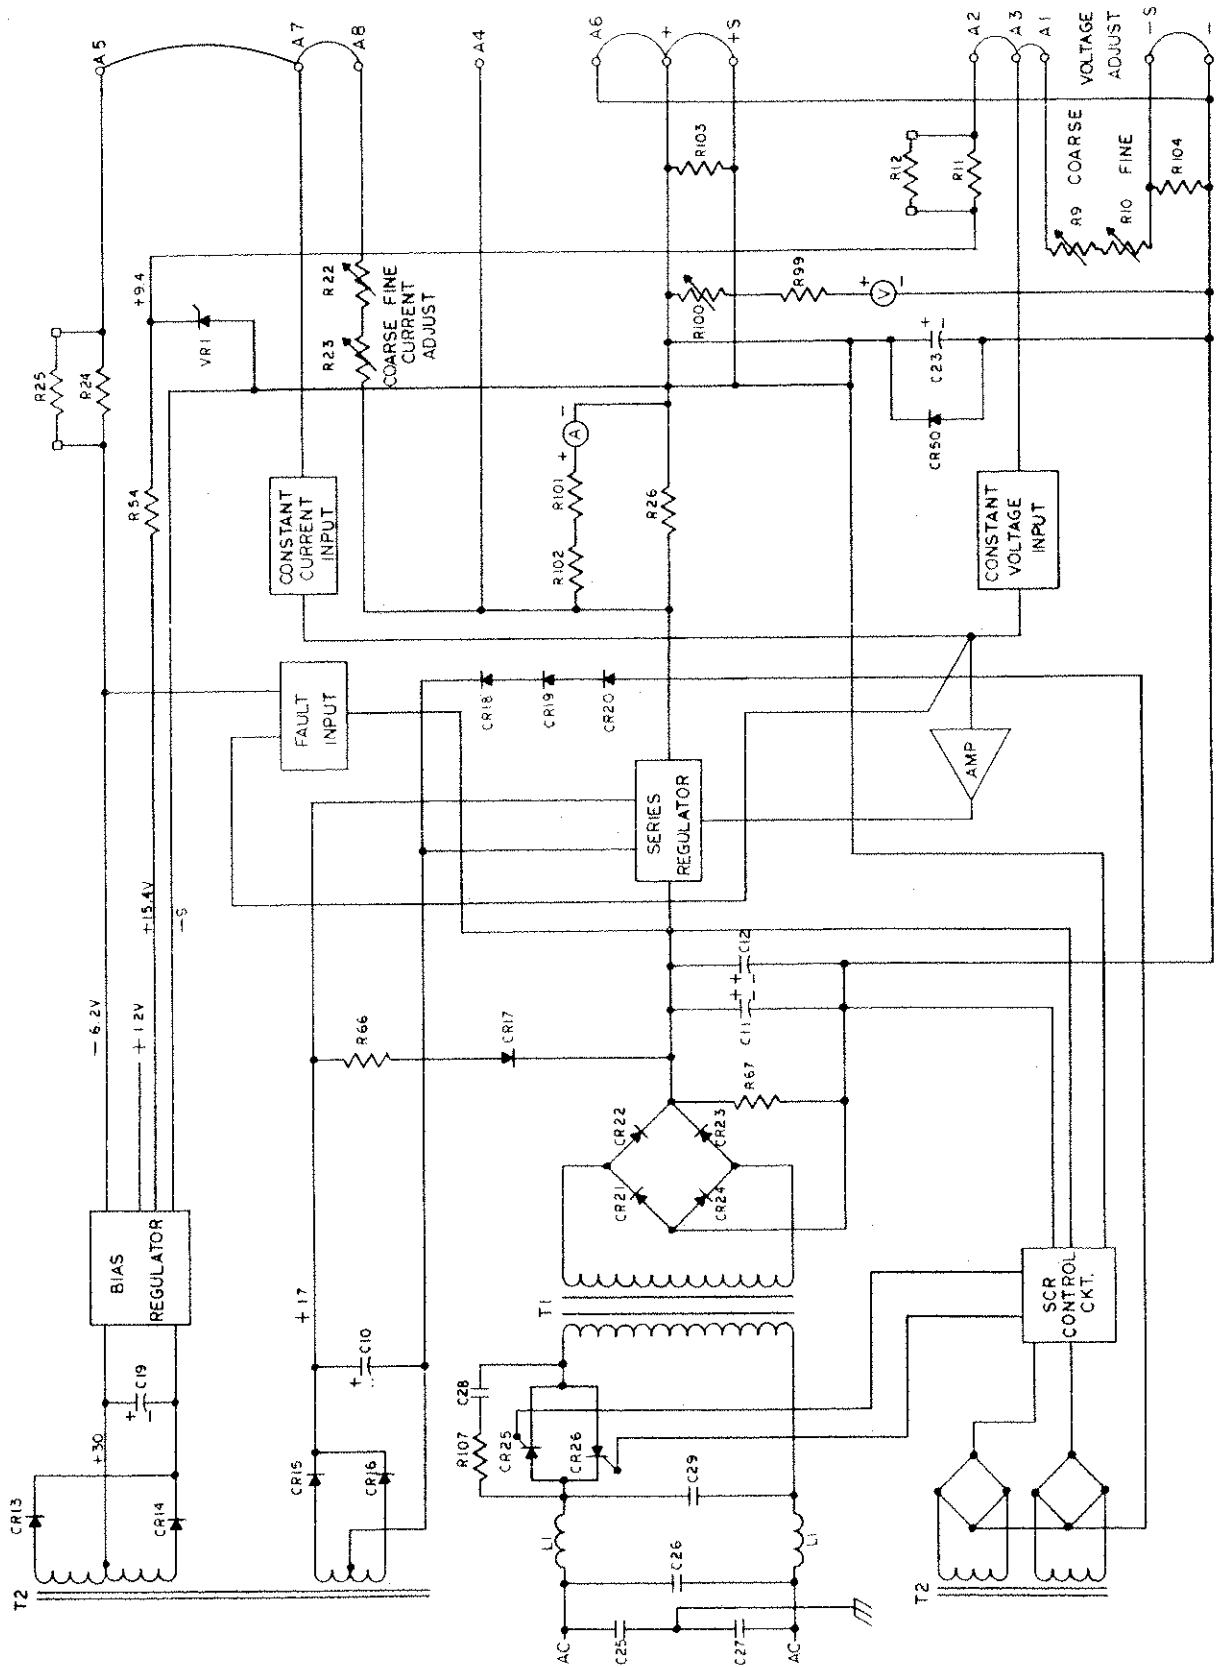 T2
CR13
CR14
+30
+
C19
−
BIAS
REGULATOR
− 6.2V
+ 12V
+15.4V
−S
R25
R24
A5
R54
+9.4
VR1
A7
A8
CONSTANT
CURRENT
INPUT
R23
R22
COARSE FINE
CURRENT
ADJUST
A4
FAULT
INPUT
CR15
CR16
+17
+
C10
R66
CR17
CR18
CR19
CR20
AC
AC
C25
C27
C26
L1
L1
C29
R107
C28
CR25
CR26
T1
CR21
CR22
CR24
CR23
R67
C11
+
−
C12
+
−
SERIES
REGULATOR
AMP
R102
R101
+
A
−
R26
R100
R99
+
V
−
R103
A6
+
+S
CR50
C23
+
−
CONSTANT
VOLTAGE
INPUT
R12
R11
A2
A3
A1
R9 COARSE
R10 FINE
VOLTAGE
ADJUST
R104
−S
−
T2
SCR
CONTROL
CKT.